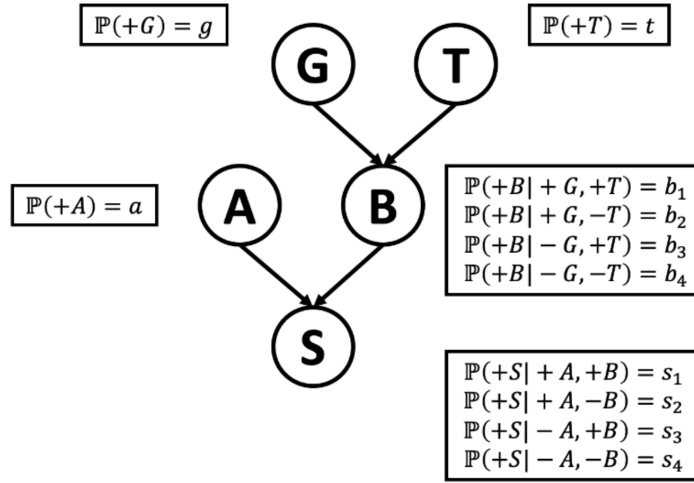 ℙ(+G) = g
ℙ(+T) = t
G
T
ℙ(+A) = a
A
B
ℙ(+B| + G, +T) = b₁
ℙ(+B| + G, −T) = b₂
ℙ(+B| − G, +T) = b₃
ℙ(+B| − G, −T) = b₄
S
ℙ(+S| + A, +B) = s₁
ℙ(+S| + A, −B) = s₂
ℙ(+S| − A, +B) = s₃
ℙ(+S| − A, −B) = s₄